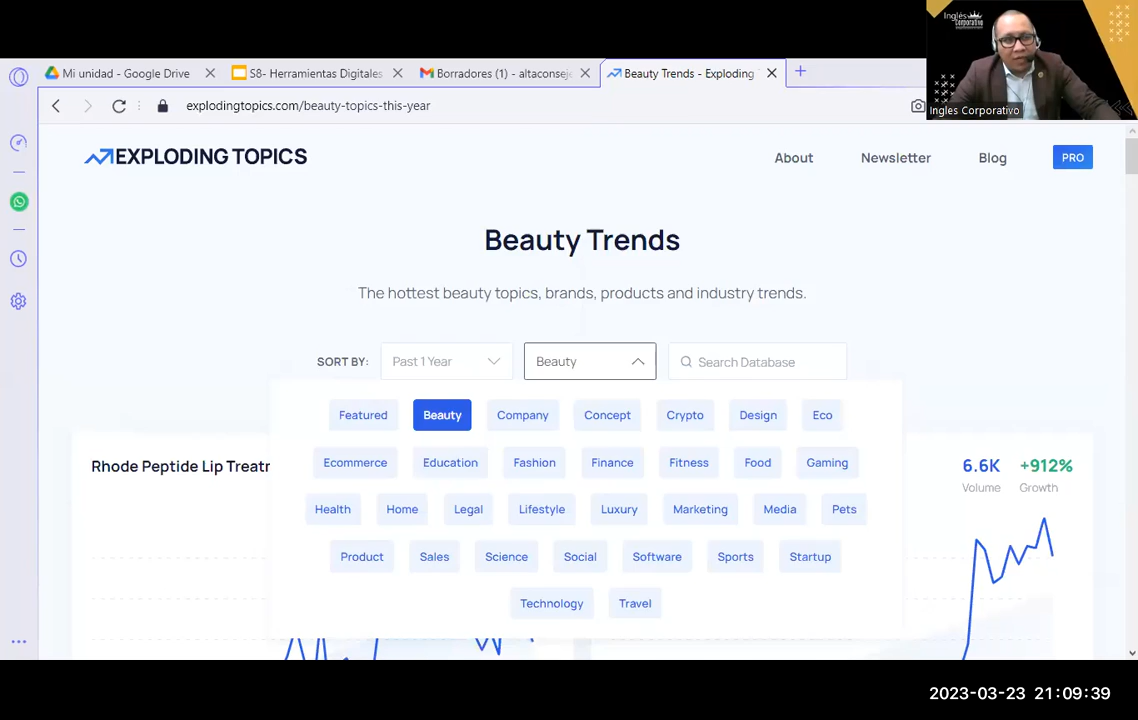 Mi unidad - Google Drive
S8- Herramientas Digitales
Borradores (1) - altaconsej
Beauty Trends - Exploding
Inglés
Corporativo
Ingles Corporativo
explodingtopics.com/beauty-topics-this-year
EXPLODING TOPICS
About
Newsletter
Blog
PRO
Beauty Trends
The hottest beauty topics, brands, products and industry trends.
SORT BY:
Past 1 Year
Beauty
Search Database
Featured
Beauty
Company
Concept
Crypto
Design
Eco
Ecommerce
Education
Fashion
Finance
Fitness
Food
Gaming
Health
Home
Legal
Lifestyle
Luxury
Marketing
Media
Pets
Product
Sales
Science
Social
Software
Sports
Startup
Technology
Travel
Rhode Peptide Lip Treatr
6.6K
+912%
Volume
Growth
2023-03-23 21:09:39